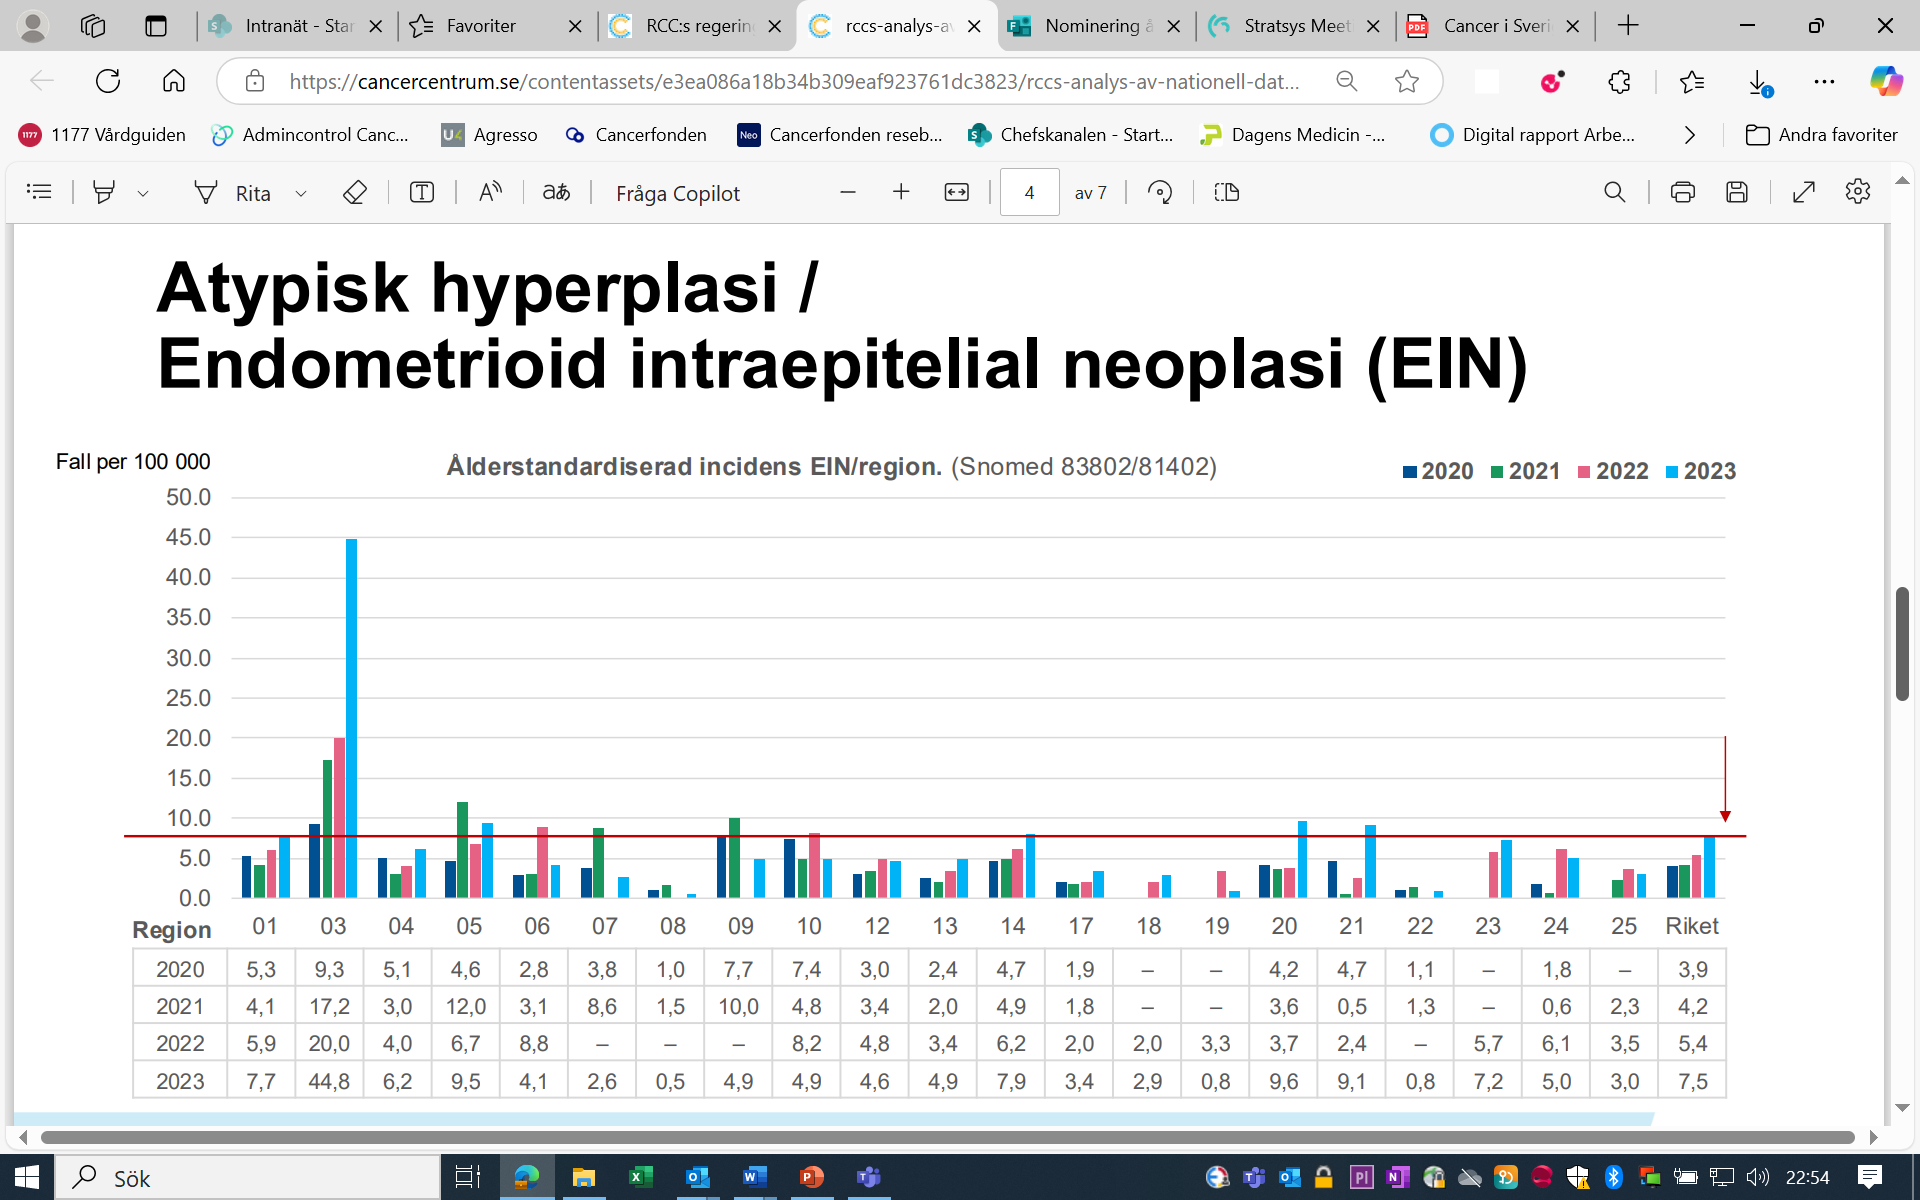 Intranät - Star
Favoriter
RCC:s regering
rccs-analys-av
Nominering å
Stratsys Meet
Cancer i Sveri
https://cancercentrum.se/contentassets/e3ea086a18b34b309eaf923761dc3823/rccs-analys-av-nationell-dat...
1177 Vårdguiden
Admincontrol Canc...
Agresso
Cancerfonden
Cancerfonden reseb...
Chefskanalen - Start...
Dagens Medicin -...
Digital rapport Arbe...
Andra favoriter
Rita
Fråga Copilot
4 av 7
Atypisk hyperplasi /
Endometrioid intraepitelial neoplasi (EIN)
Fall per 100 000
Ålderstandardiserad incidens EIN/region. (Snomed 83802/81402)
2020 2021 2022 2023
50.0
45.0
40.0
35.0
30.0
25.0
20.0
15.0
10.0
5.0
0.0
Region 01 03 04 05 06 07 08 09 10 12 13 14 17 18 19 20 21 22 23 24 25 Riket
2020 5,3 9,3 5,1 4,6 2,8 3,8 1,0 7,7 7,4 3,0 2,4 4,7 1,9 – – 4,2 4,7 1,1 – 1,8 – 3,9
2021 4,1 17,2 3,0 12,0 3,1 8,6 1,5 10,0 4,8 3,4 2,0 4,9 1,8 – – 3,6 0,5 1,3 – 0,6 2,3 4,2
2022 5,9 20,0 4,0 6,7 8,8 – – – 8,2 4,8 3,4 6,2 2,0 2,0 3,3 3,7 2,4 – 5,7 6,1 3,5 5,4
2023 7,7 44,8 6,2 9,5 4,1 2,6 0,5 4,9 4,9 4,6 4,9 7,9 3,4 2,9 0,8 9,6 9,1 0,8 7,2 5,0 3,0 7,5
Sök
22:54